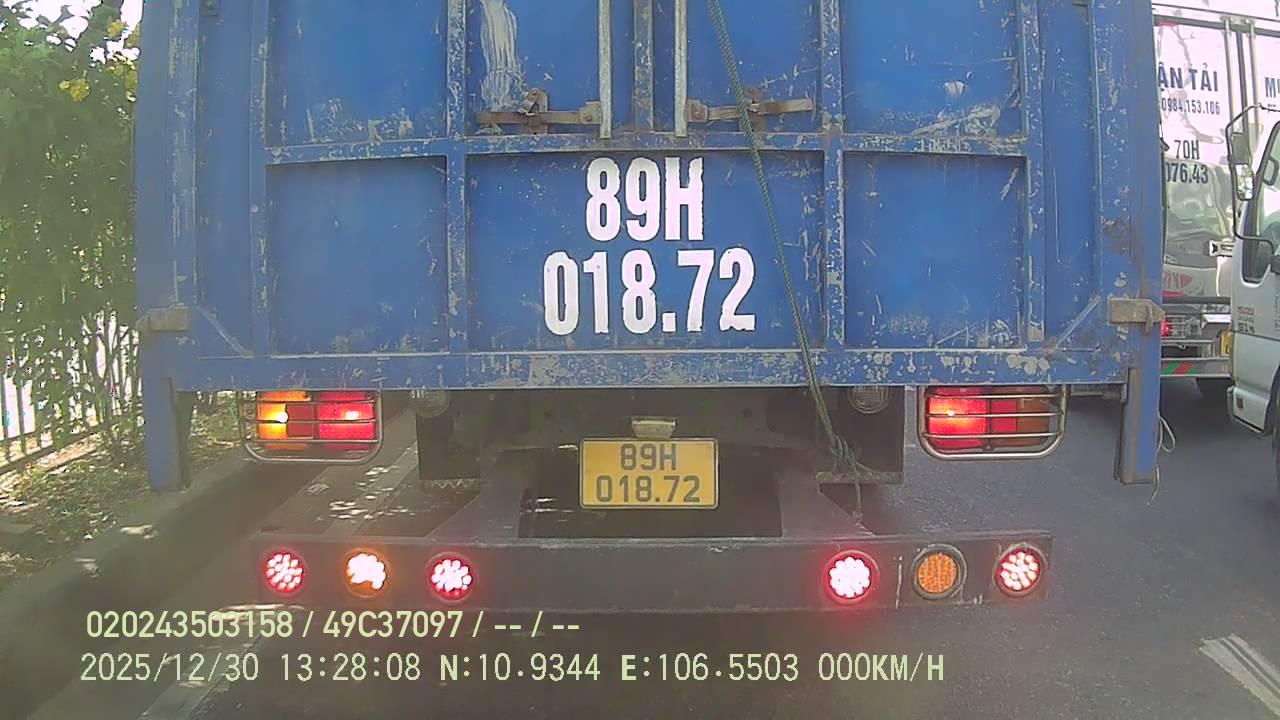 89H
018.72
89H
018.72
ẬN TẢI
0984.153.106
70H
076.43
020243503158 / 49C37097 / -- / --
2025/12/30 13:28:08 N:10.9344 E:106.5503 000KM/H